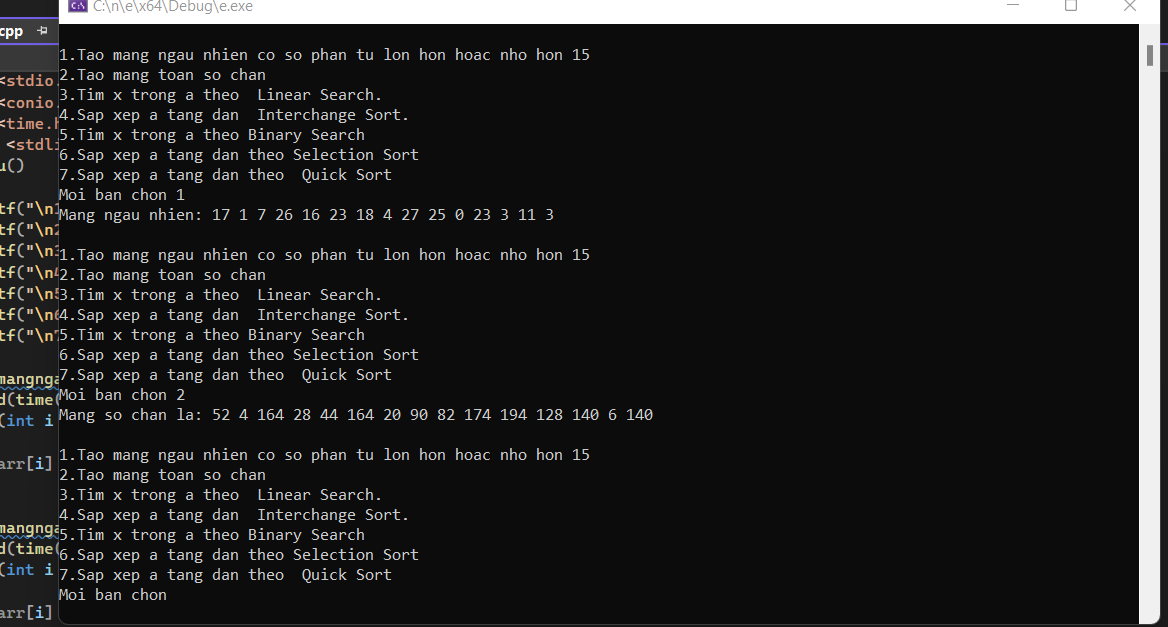 C:\n\e\x64\Debug\e.exe
cpp
<stdio.
<conio.
<time.h
<stdli
u()
tf("\n1
tf("\n2
tf("\n3
tf("\n4
tf("\n5
tf("\n6
tf("\n7
mangnga
d(time(
(int i
arr[i]
mangnga
d(time(
(int i
arr[i]
1.Tao mang ngau nhien co so phan tu lon hon hoac nho hon 15
2.Tao mang toan so chan
3.Tim x trong a theo  Linear Search.
4.Sap xep a tang dan  Interchange Sort.
5.Tim x trong a theo Binary Search
6.Sap xep a tang dan theo Selection Sort
7.Sap xep a tang dan theo  Quick Sort
Moi ban chon 1
Mang ngau nhien: 17 1 7 26 16 23 18 4 27 25 0 23 3 11 3
1.Tao mang ngau nhien co so phan tu lon hon hoac nho hon 15
2.Tao mang toan so chan
3.Tim x trong a theo  Linear Search.
4.Sap xep a tang dan  Interchange Sort.
5.Tim x trong a theo Binary Search
6.Sap xep a tang dan theo Selection Sort
7.Sap xep a tang dan theo  Quick Sort
Moi ban chon 2
Mang so chan la: 52 4 164 28 44 164 20 90 82 174 194 128 140 6 140
1.Tao mang ngau nhien co so phan tu lon hon hoac nho hon 15
2.Tao mang toan so chan
3.Tim x trong a theo  Linear Search.
4.Sap xep a tang dan  Interchange Sort.
5.Tim x trong a theo Binary Search
6.Sap xep a tang dan theo Selection Sort
7.Sap xep a tang dan theo  Quick Sort
Moi ban chon